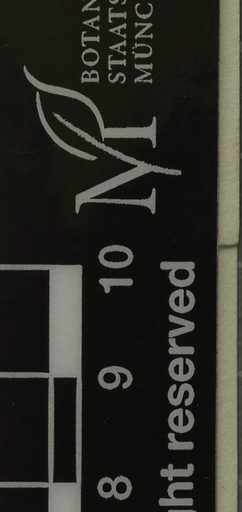 BOTAN
STAATS
MÜNC
8 9 10
ght reserved